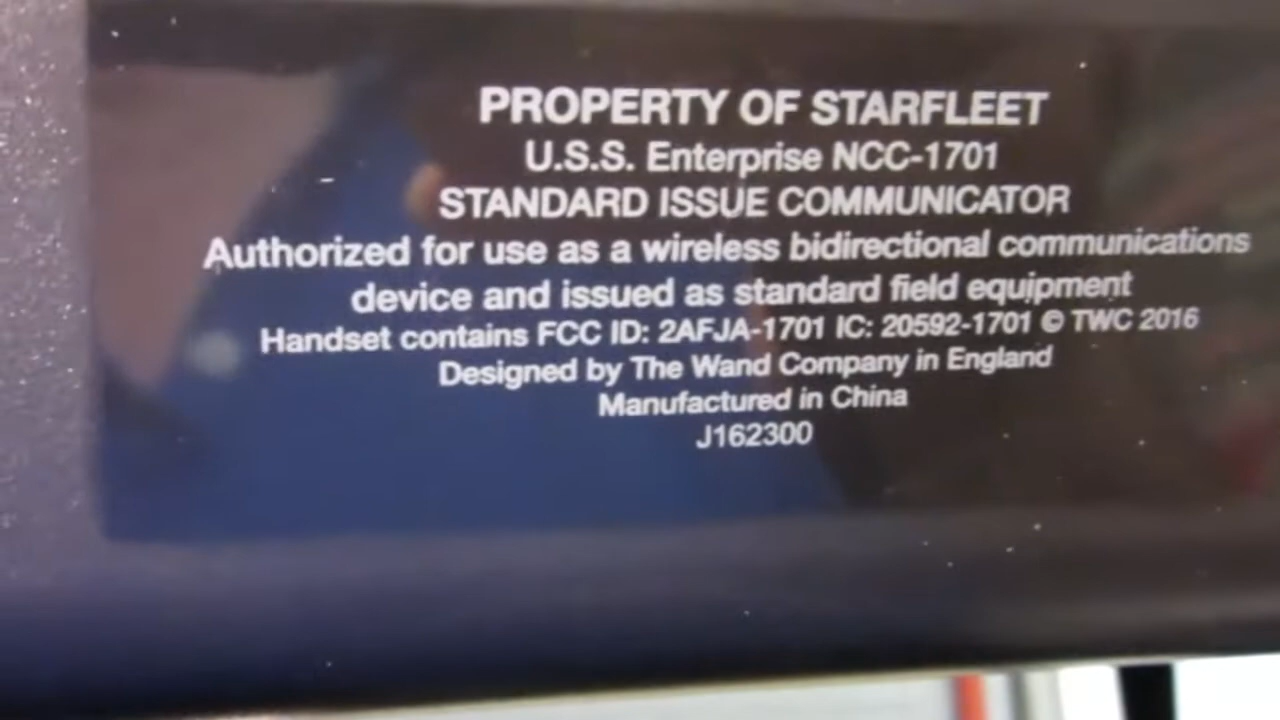 PROPERTY OF STARFLEET
U.S.S. Enterprise NCC-1701
STANDARD ISSUE COMMUNICATOR
Authorized for use as a wireless bidirectional communications
device and issued as standard field equipment
Handset contains FCC ID: 2AFJA-1701 IC: 20592-1701 © TWC 2016
Designed by The Wand Company in England
Manufactured in China
J162300